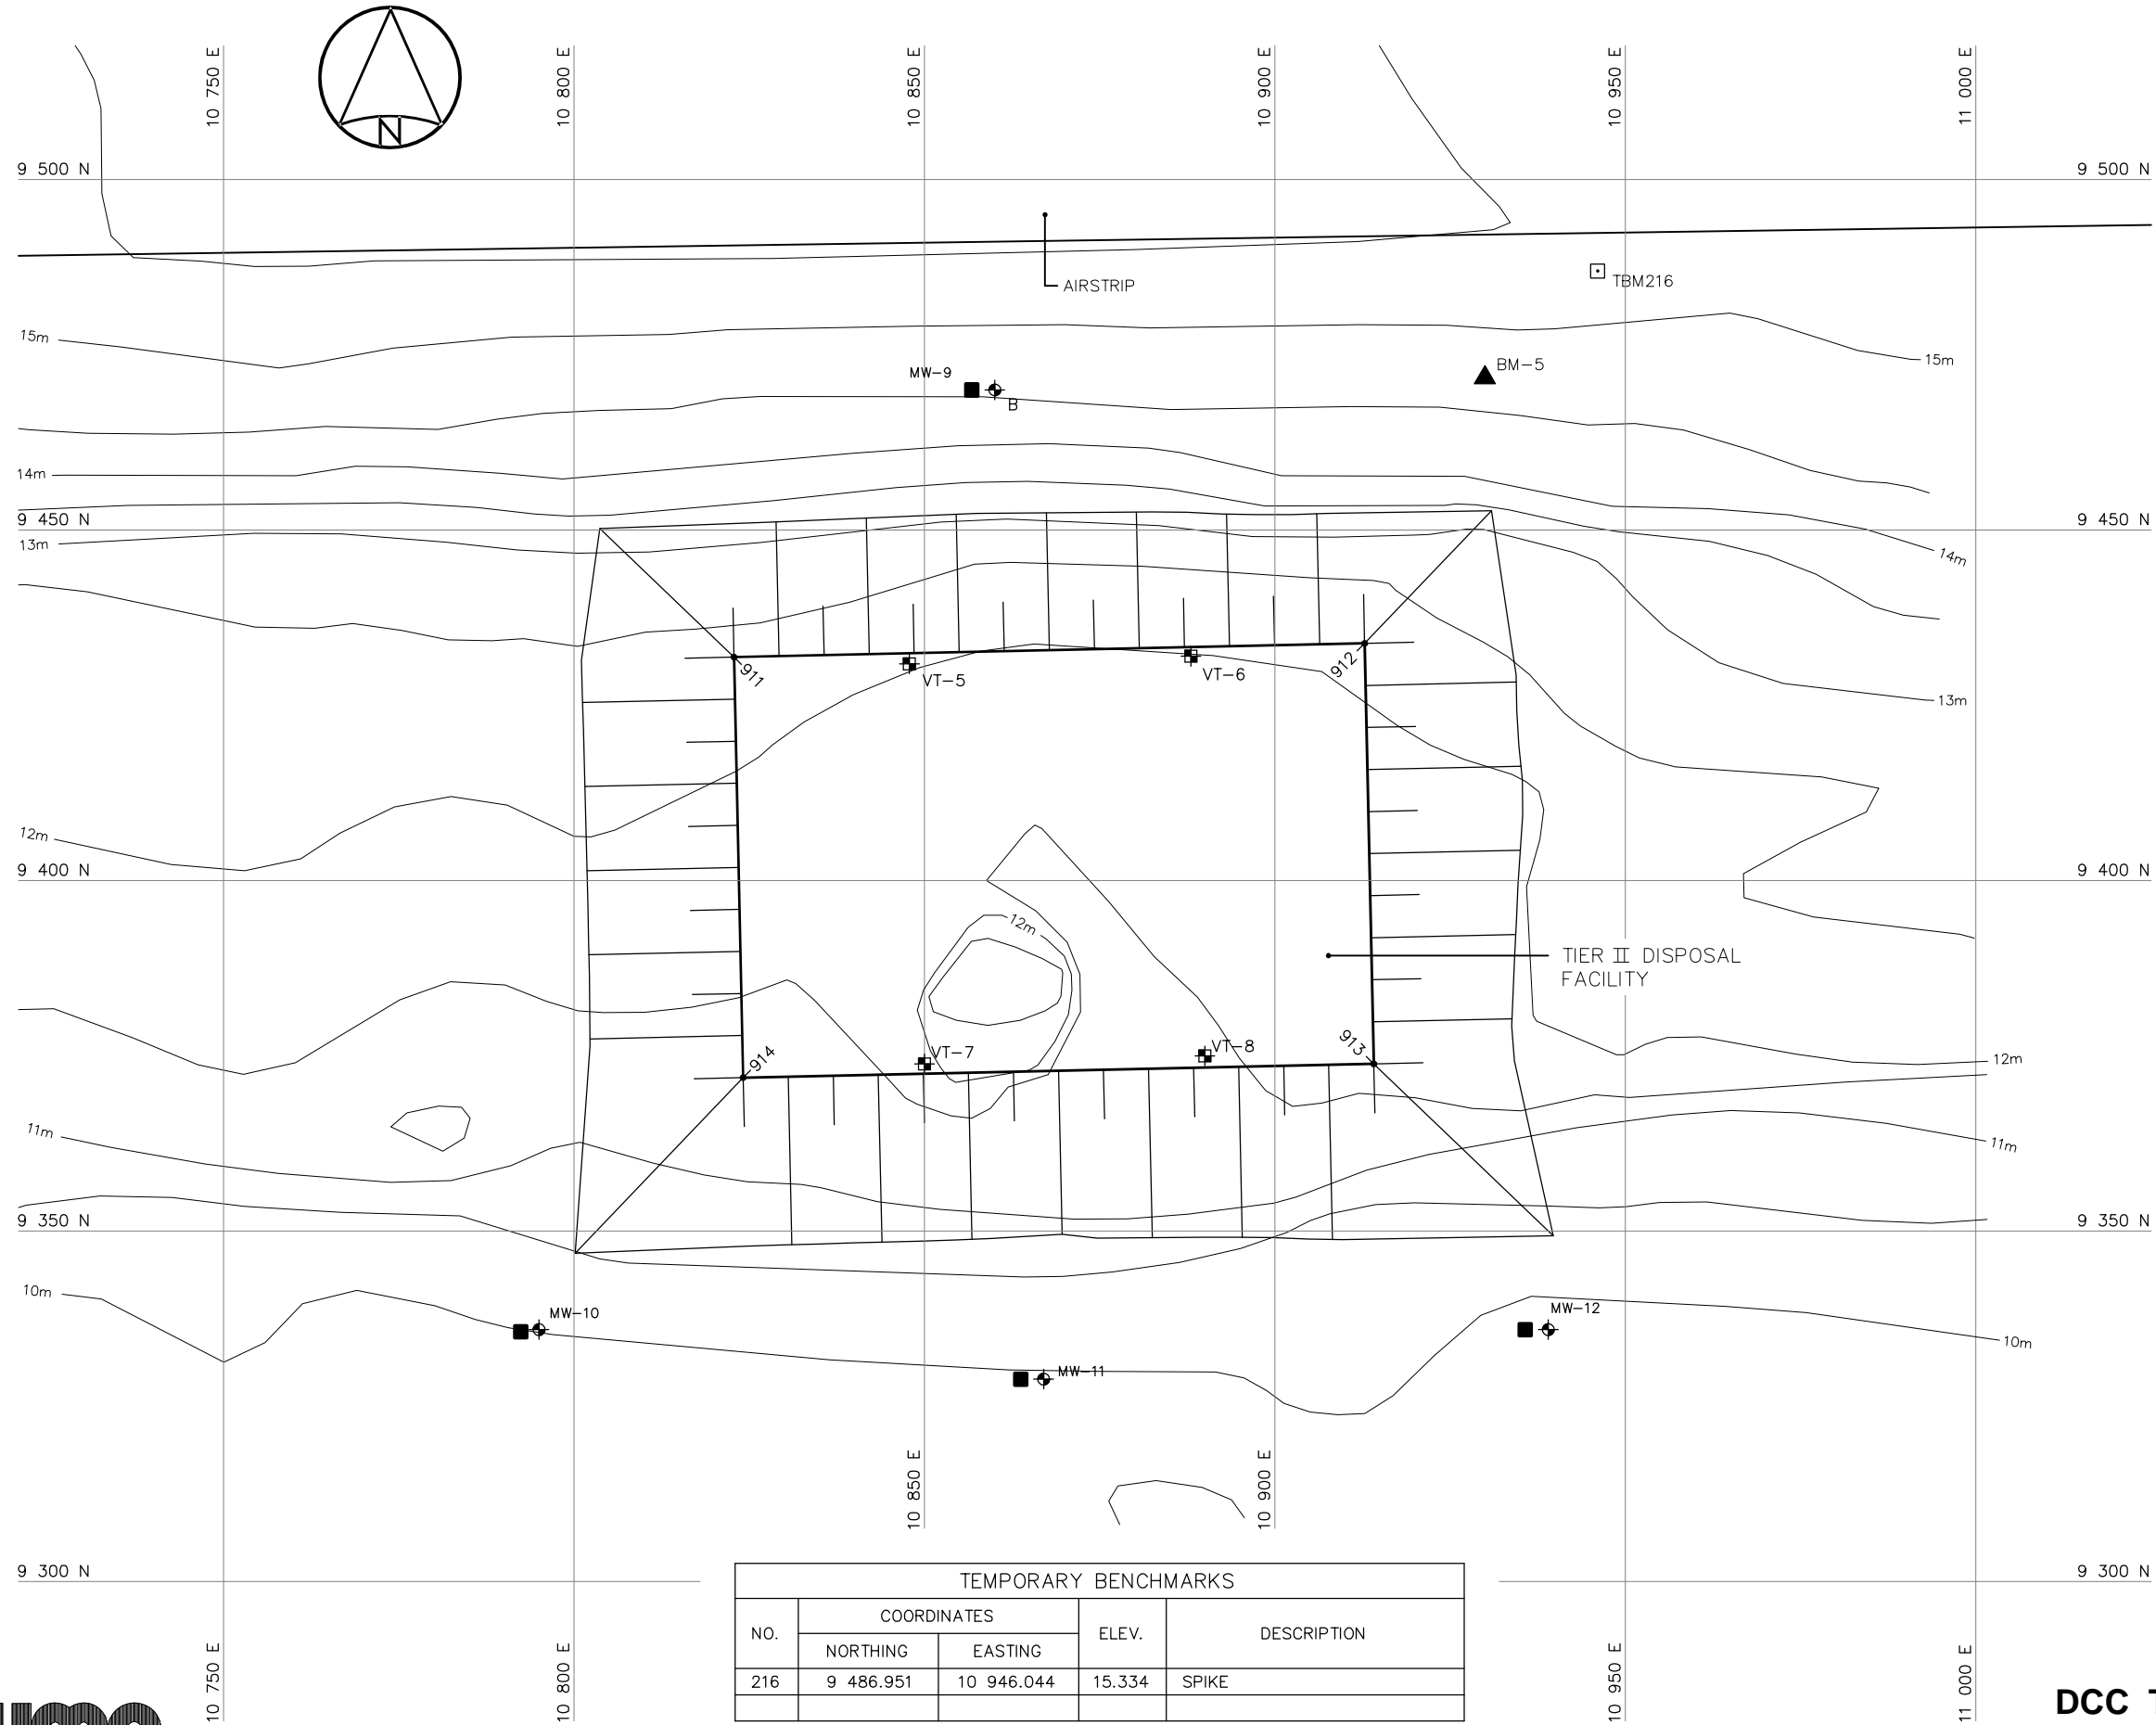 10 750 E
10 800 E
10 850 E
10 900 E
10 950 E
11 000 E
N
9 500 N
9 500 N
AIRSTRIP
TBM216
15m
15m
MW-9
B
BM-5
14m
9 450 N
13m
14m
911
VT-5
VT-6
912
13m
12m
9 400 N
9 400 N
12m
TIER II DISPOSAL
FACILITY
VT-7
VT-8
913
914
12m
11m
11m
9 350 N
9 350 N
10m
MW-10
MW-12
10m
MW-11
10 850 E
10 900 E
9 300 N
9 300 N
TEMPORARY BENCHMARKS
NO. COORDINATES ELEV. DESCRIPTION
NORTHING EASTING
216 9 486.951 10 946.044 15.334 SPIKE
10 750 E
10 800 E
10 950 E
11 000 E
DCC